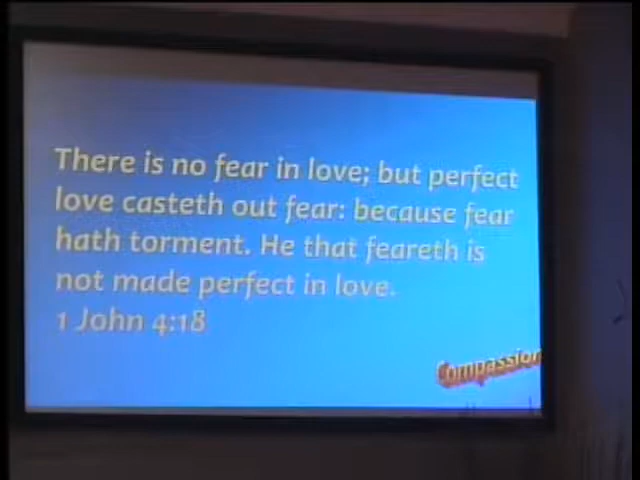 There is no fear in love; but perfect
love casteth out fear: because fear
hath torment. He that feareth is
not made perfect in love.
1 John 4:18
Compassion